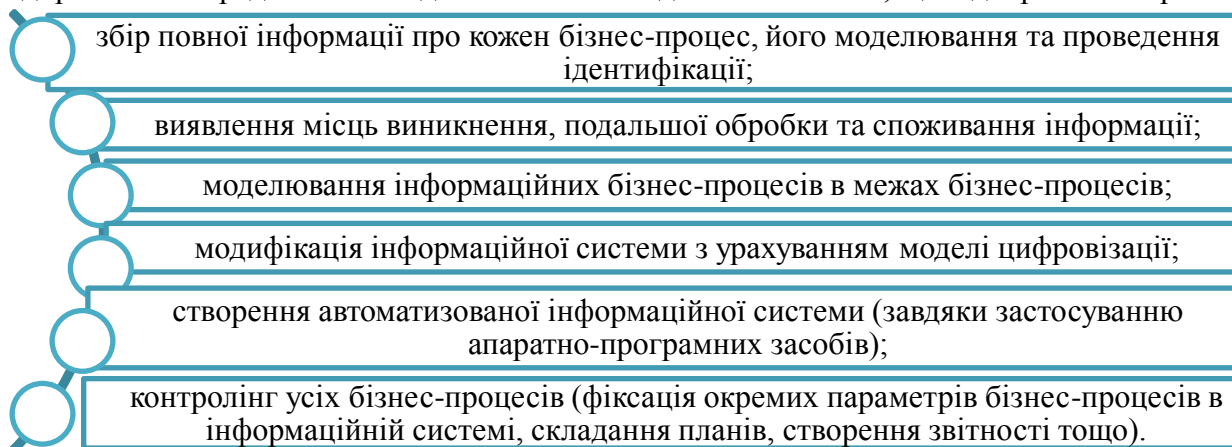 збір повної інформації про кожен бізнес-процес, його моделювання та проведення
ідентифікації;
виявлення місць виникнення, подальшої обробки та споживання інформації;
моделювання інформаційних бізнес-процесів в межах бізнес-процесів;
модифікація інформаційної системи з урахуванням моделі цифровізації;
створення автоматизованої інформаційної системи (завдяки застосуванню
апаратно-програмних засобів);
контролінг усіх бізнес-процесів (фіксація окремих параметрів бізнес-процесів в
інформаційній системі, складання планів, створення звітності тощо).